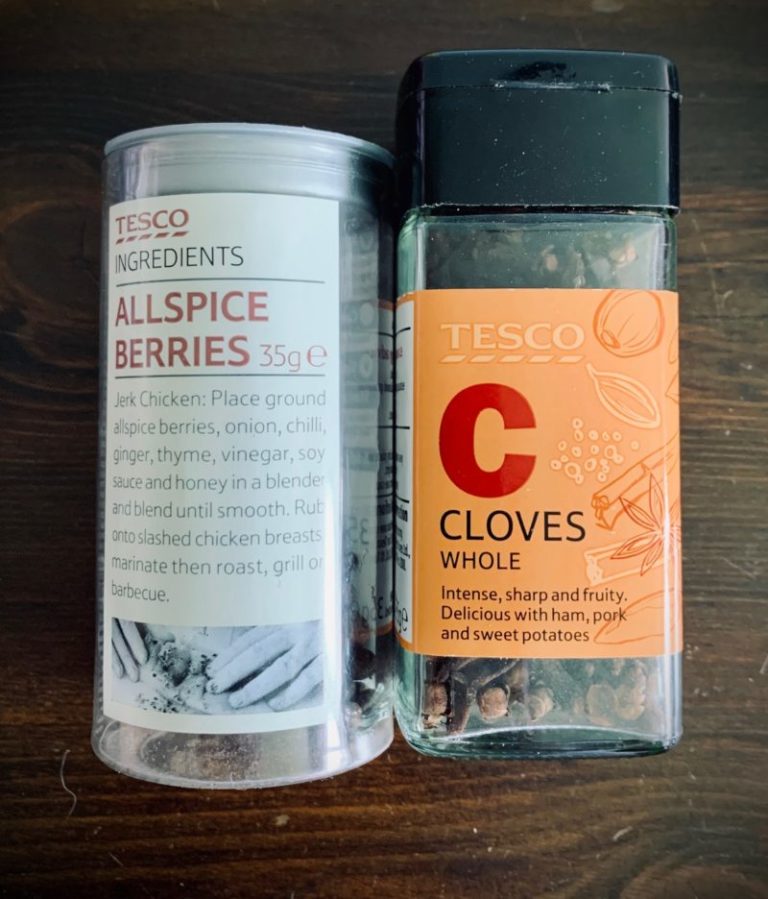 TESCO
INGREDIENTS
ALLSPICE
BERRIES 35g e
Jerk Chicken: Place ground
allspice berries, onion, chilli,
ginger, thyme, vinegar, soy
sauce and honey in a blender
and blend until smooth. Rub
onto slashed chicken breasts,
marinate then roast, grill or
barbecue.
TESCO
C
CLOVES
WHOLE
Intense, sharp and fruity.
Delicious with ham, pork
and sweet potatoes